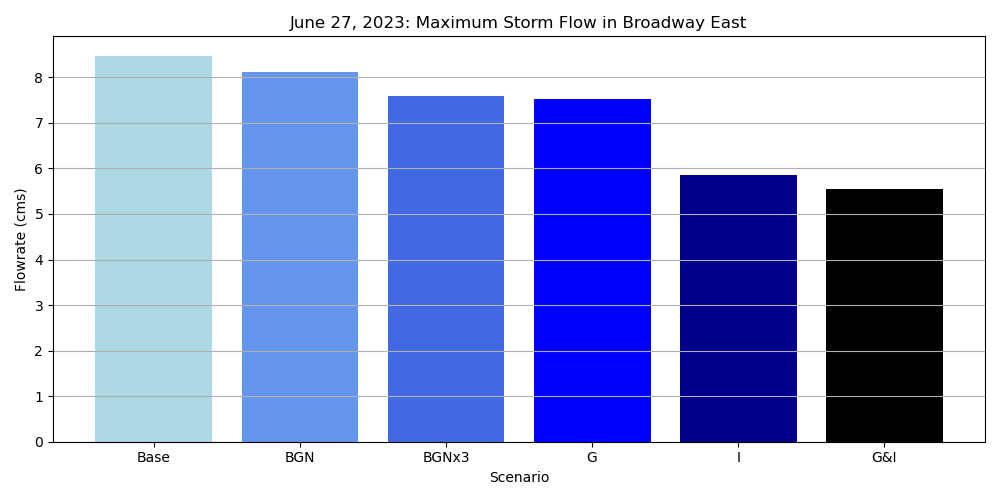 June 27, 2023: Maximum Storm Flow in Broadway East
Flowrate (cms)
8
7
6
5
4
3
2
1
0
Base BGN BGNx3 G I G&I
Scenario